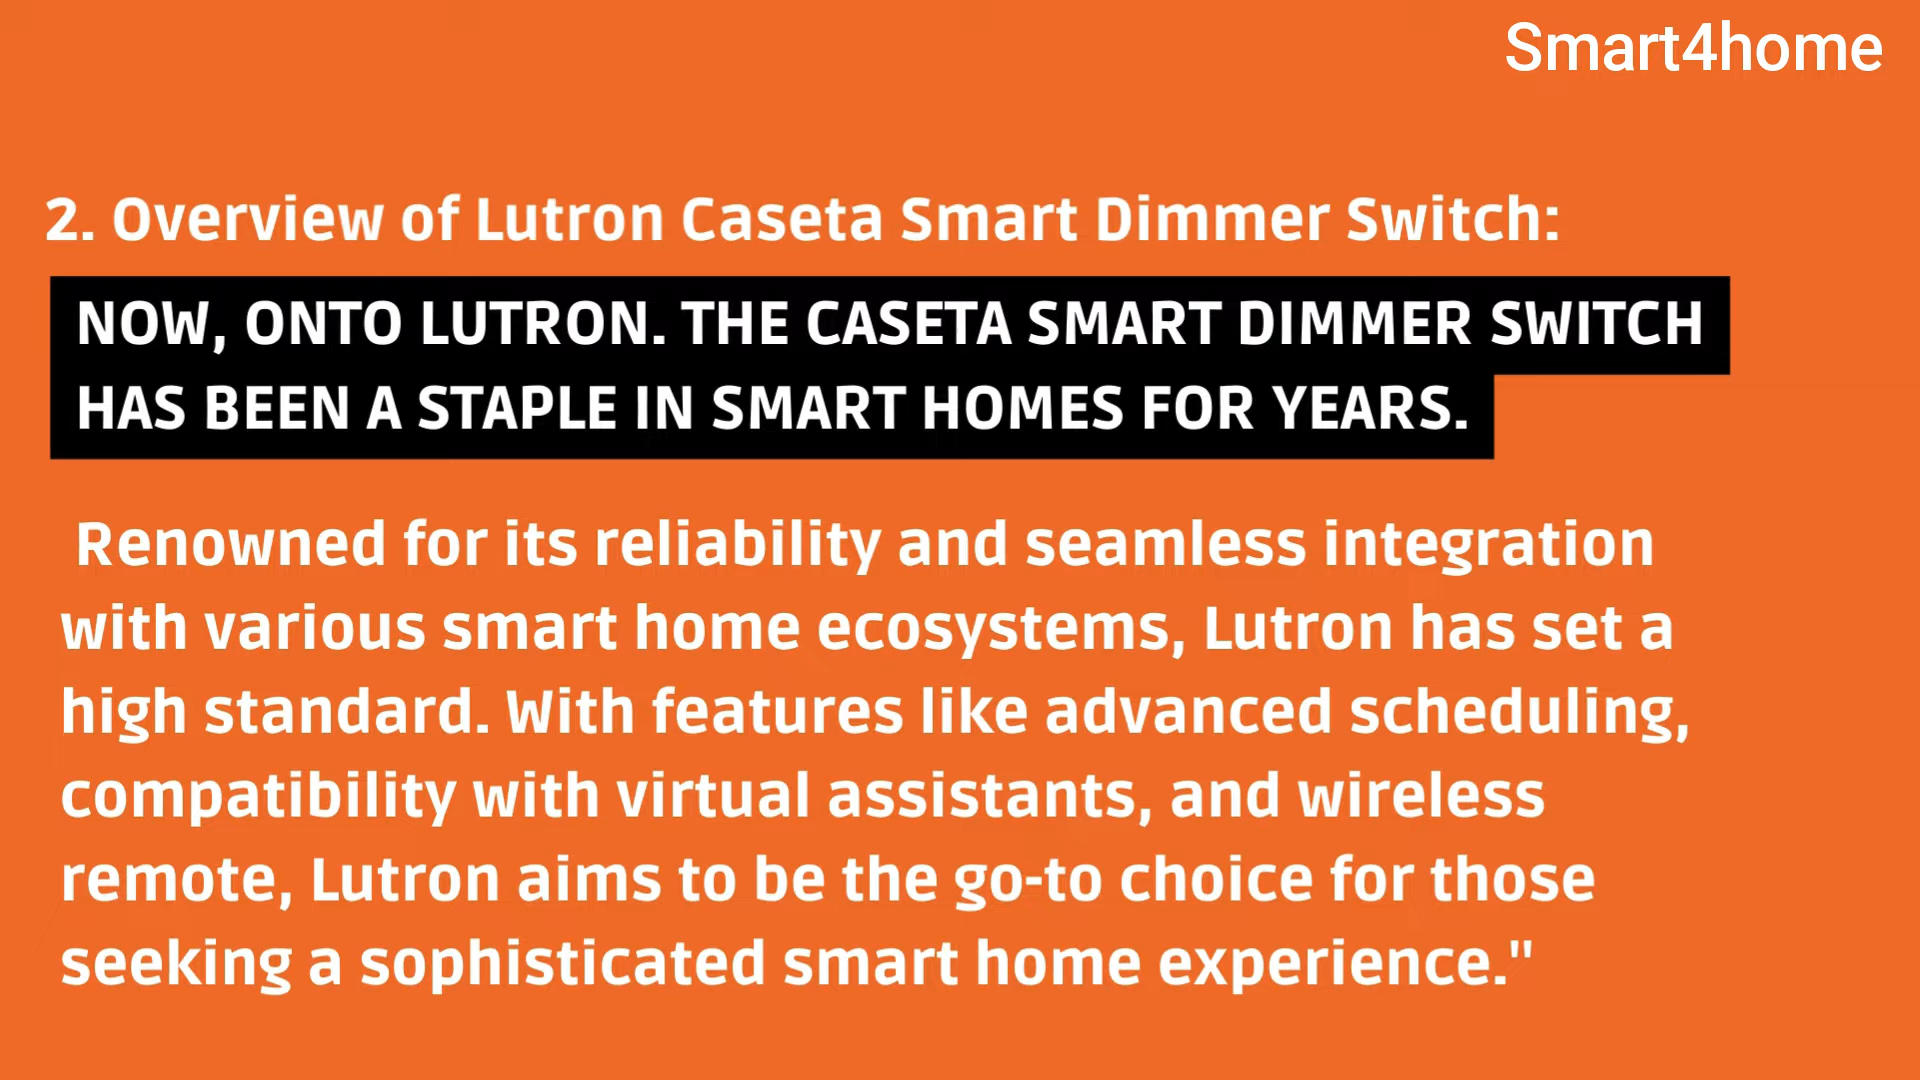 Smart4home
2. Overview of Lutron Caseta Smart Dimmer Switch:
NOW, ONTO LUTRON. THE CASETA SMART DIMMER SWITCH
HAS BEEN A STAPLE IN SMART HOMES FOR YEARS.
Renowned for its reliability and seamless integration
with various smart home ecosystems, Lutron has set a
high standard. With features like advanced scheduling,
compatibility with virtual assistants, and wireless
remote, Lutron aims to be the go-to choice for those
seeking a sophisticated smart home experience."